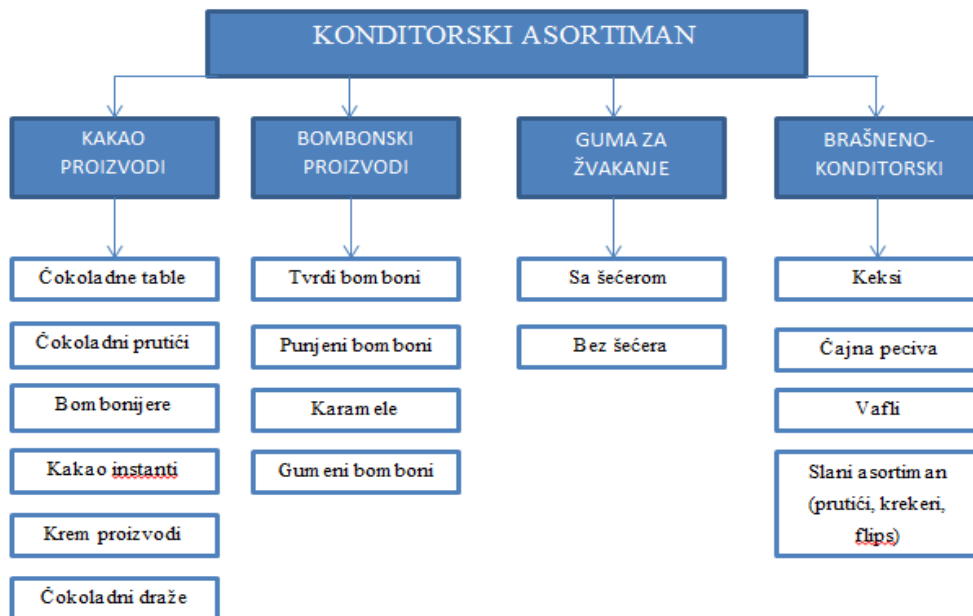 KONDITORSKI ASORTIMAN
KAKAO
PROIZVODI
Čokoladne table
Čokoladni prutići
Bombonijere
Kakao instanti
Krem proizvodi
Čokoladni draže
BOMBONSKI
PROIZVODI
Tvrdi bomboni
Punjeni bomboni
Karamele
Gumeni bomboni
GUMA ZA
ŽVAKANJE
Sa šećerom
Bez šećera
BRAŠNENO-
KONDITORSKI
Keksi
Čajna peciva
Vafli
Slani asortiman
(prutići, krekeri,
flips)